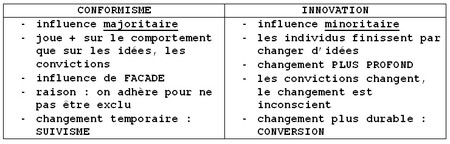 CONFORMISME
- influence majoritaire
- joue + sur le comportement
que sur les idées, les
convictions
- influence de FACADE
- raison : on adhère pour ne
pas être exclu
- changement temporaire :
SUIVISME
INNOVATION
- influence minoritaire
- les individus finissent par
changer d'idées
- changement PLUS PROFOND
- les convictions changent,
le changement est
inconscient
- changement plus durable :
CONVERSION